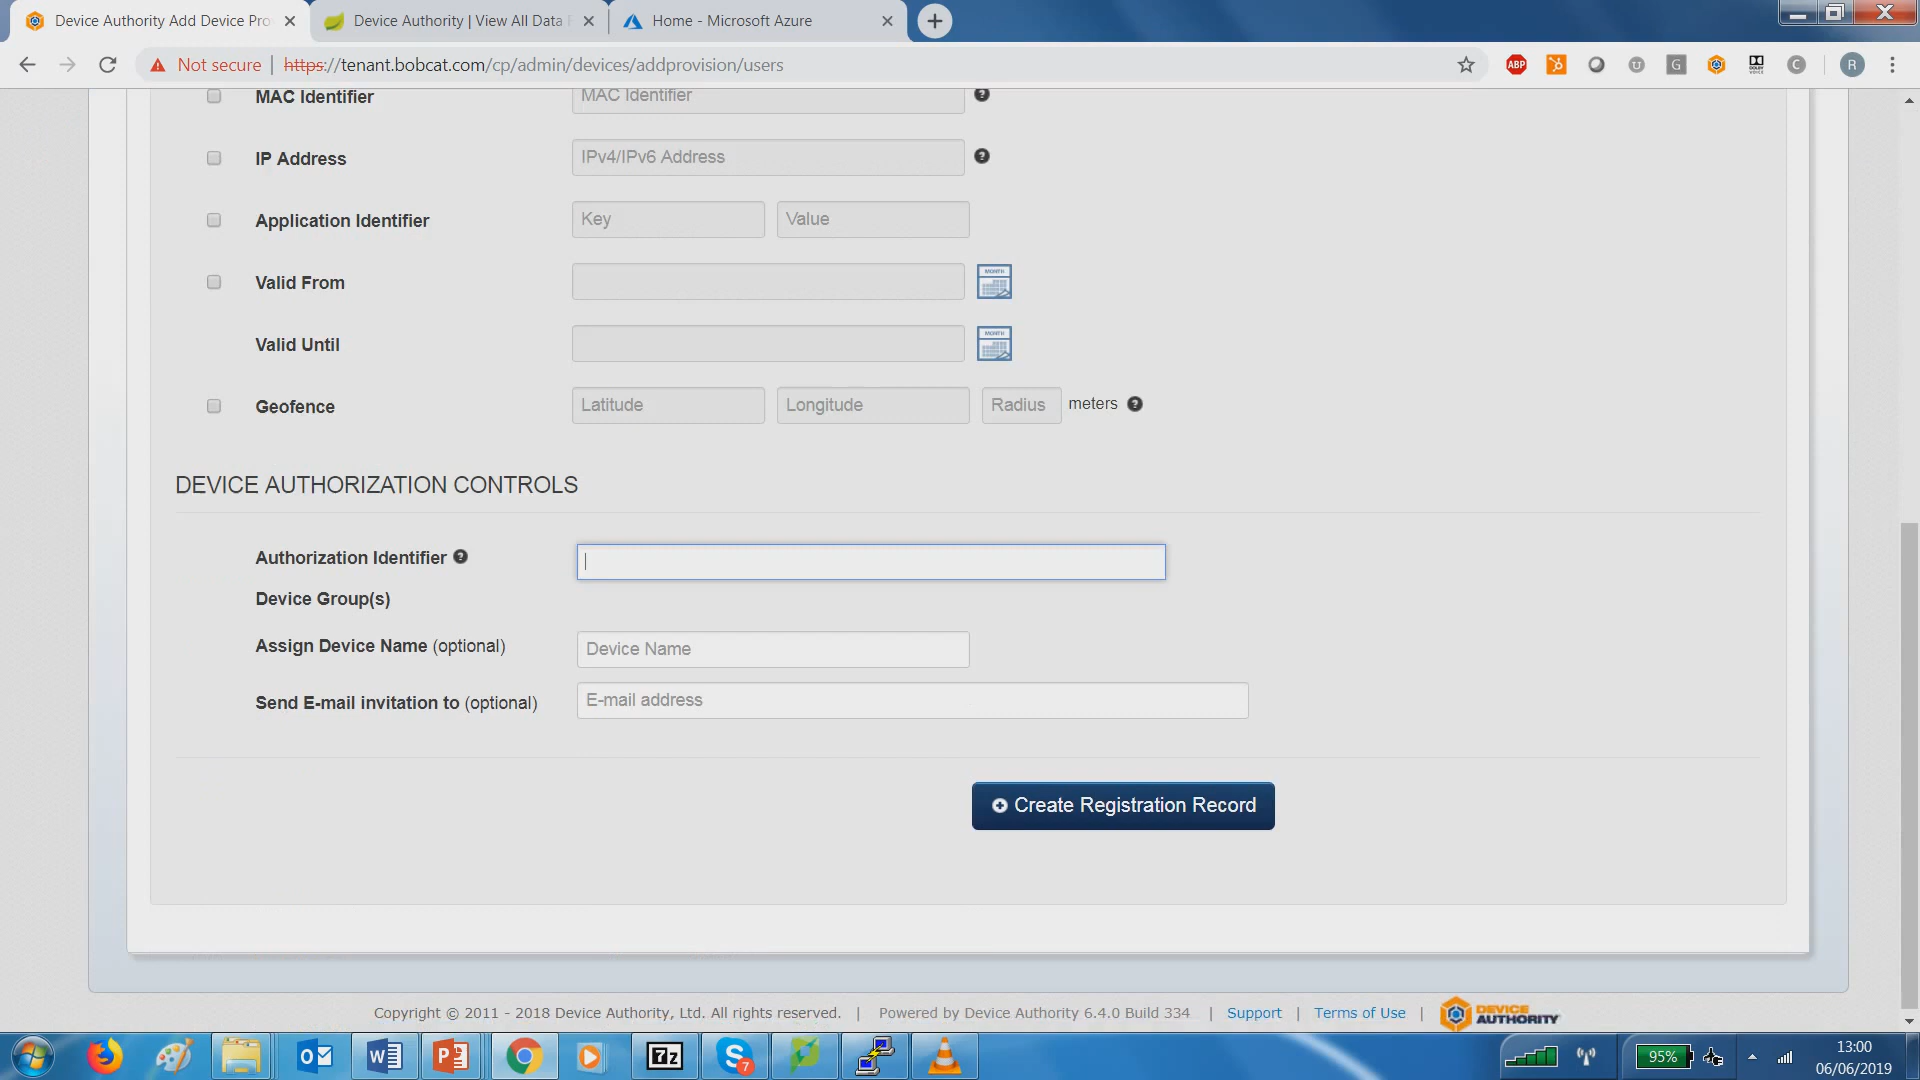 Device Authority Add Device Pro
Device Authority | View All Data
Home - Microsoft Azure
Not secure | https://tenant.bobcat.com/cp/admin/devices/addprovision/users
ABP
U
G
C
R
MAC Identifier
MAC Identifier
IP Address
IPv4/IPv6 Address
Application Identifier
Key
Value
Valid From
MONTH
Valid Until
MONTH
Geofence
Latitude
Longitude
Radius
meters
DEVICE AUTHORIZATION CONTROLS
Authorization Identifier
Device Group(s)
Assign Device Name (optional)
Device Name
Send E-mail invitation to (optional)
E-mail address
Create Registration Record
Copyright © 2011 - 2018 Device Authority, Ltd. All rights reserved. | Powered by Device Authority 6.4.0 Build 334 | Support | Terms of Use |
DEVICE
AUTHORITY
7z
7
95%
13:00
06/06/2019